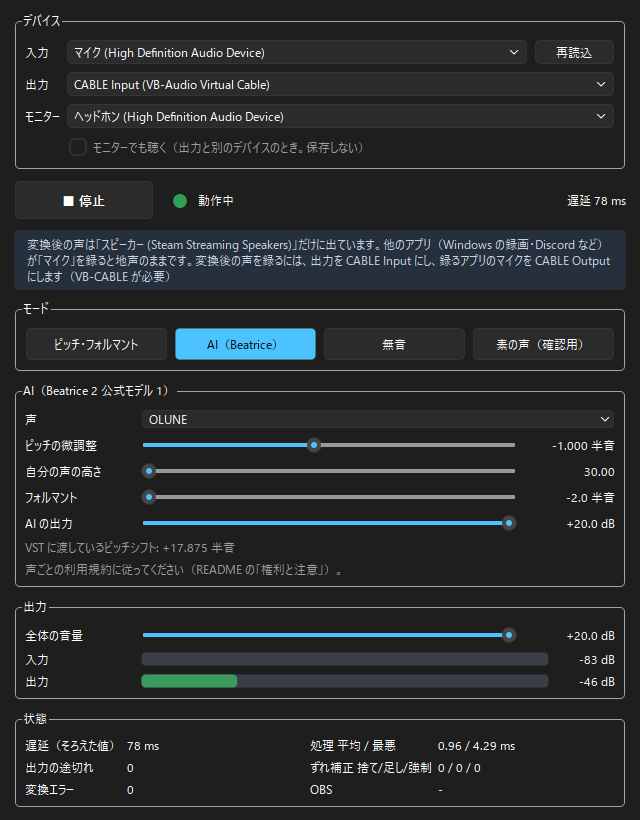 デバイス
入力 マイク (High Definition Audio Device) 再読込
出力 CABLE Input (VB-Audio Virtual Cable)
モニター ヘッドホン (High Definition Audio Device)
モニターでも聴く（出力と別のデバイスのとき。保存しない）
■ 停止 動作中 遅延 78 ms
変換後の声は「スピーカー (Steam Streaming Speakers)」だけに出ています。他のアプリ（Windows の録画・Discord など）
が「マイク」を録ると地声のままです。変換後の声を録るには、出力を CABLE Input にし、録るアプリのマイクを CABLE Output
にします（VB-CABLE が必要）
モード
ピッチ・フォルマント AI（Beatrice） 無音 素の声（確認用）
AI（Beatrice 2 公式モデル 1）
声 OLUNE
ピッチの微調整 -1.000 半音
自分の声の高さ 30.00
フォルマント -2.0 半音
AI の出力 +20.0 dB
VST に渡しているピッチシフト: +17.875 半音
声ごとの利用規約に従ってください（README の「権利と注意」）。
出力
全体の音量 +20.0 dB
入力 -83 dB
出力 -46 dB
状態
遅延（そろえた値） 78 ms 処理 平均 / 最悪 0.96 / 4.29 ms
出力の途切れ 0 ずれ補正 捨て/足し/強制 0 / 0 / 0
変換エラー 0 OBS -